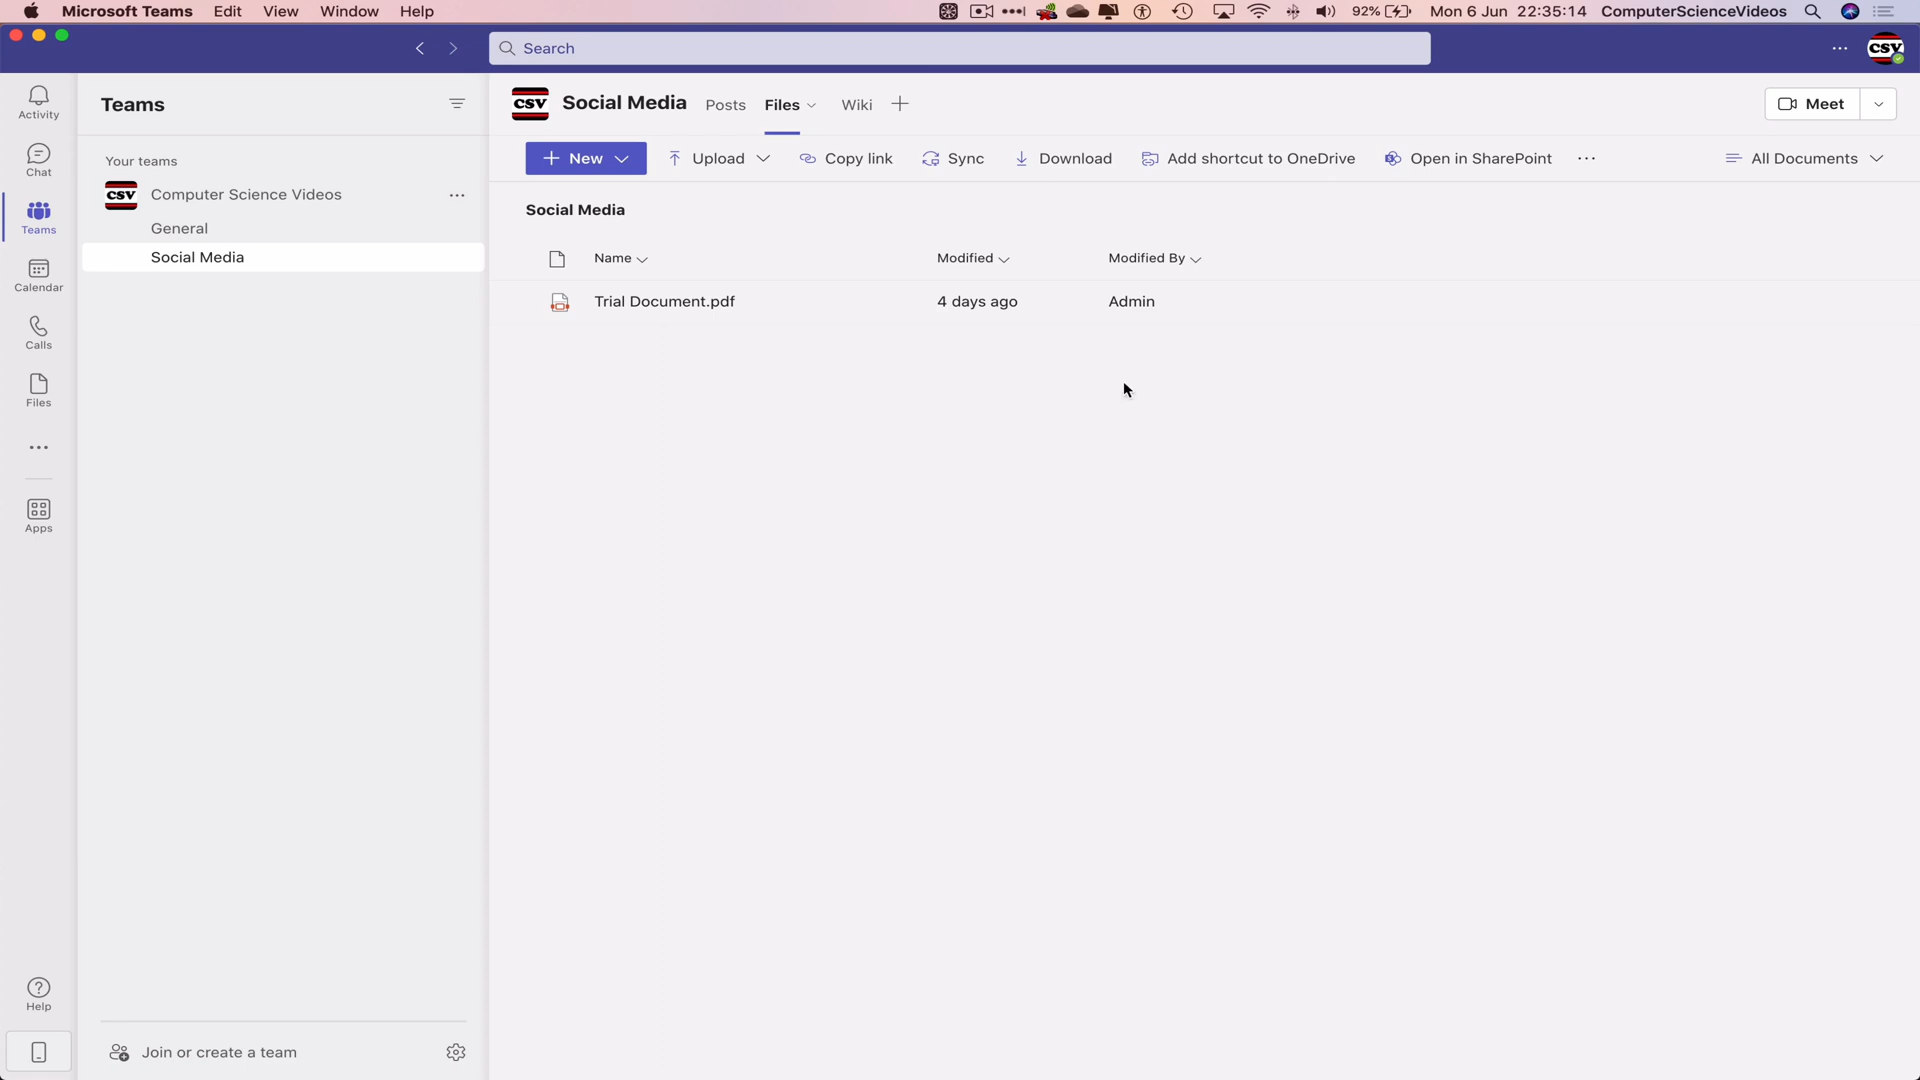 Microsoft Teams Edit View Window Help 92% Mon 6 Jun 22:35:14 ComputerScienceVideos
Search
csv
Activity
Chat
Teams
Calendar
Calls
Files
Apps
Help
Teams
Your teams
csv Computer Science Videos
General
Social Media
Join or create a team
csv Social Media Posts Files Wiki
Meet
New Upload Copy link Sync Download Add shortcut to OneDrive Open in SharePoint All Documents
Social Media
Name Modified Modified By
Trial Document.pdf 4 days ago Admin